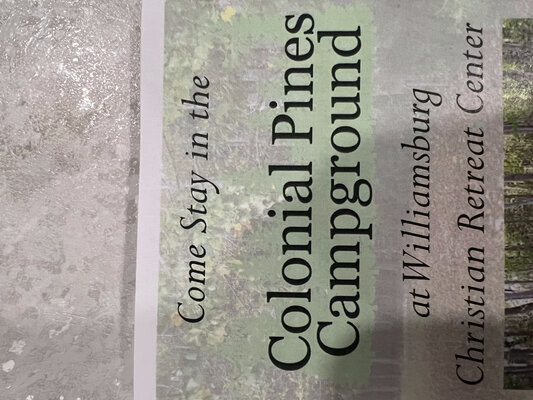 Come Stay in the
Colonial Pines
Campground
at Williamsburg
Christian Retreat Center